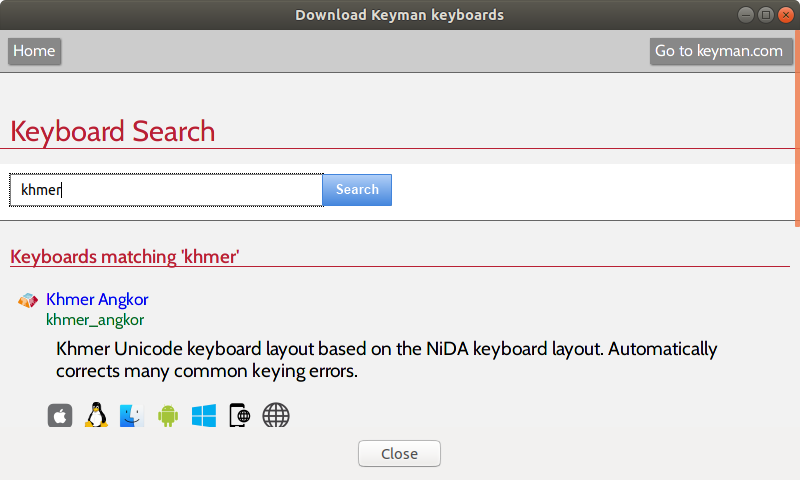 Download Keyman keyboards
Home
Go to keyman.com
Keyboard Search
khmer
Search
Keyboards matching 'khmer'
Khmer Angkor
khmer_angkor
Khmer Unicode keyboard layout based on the NiDA keyboard layout. Automatically
corrects many common keying errors.
Close